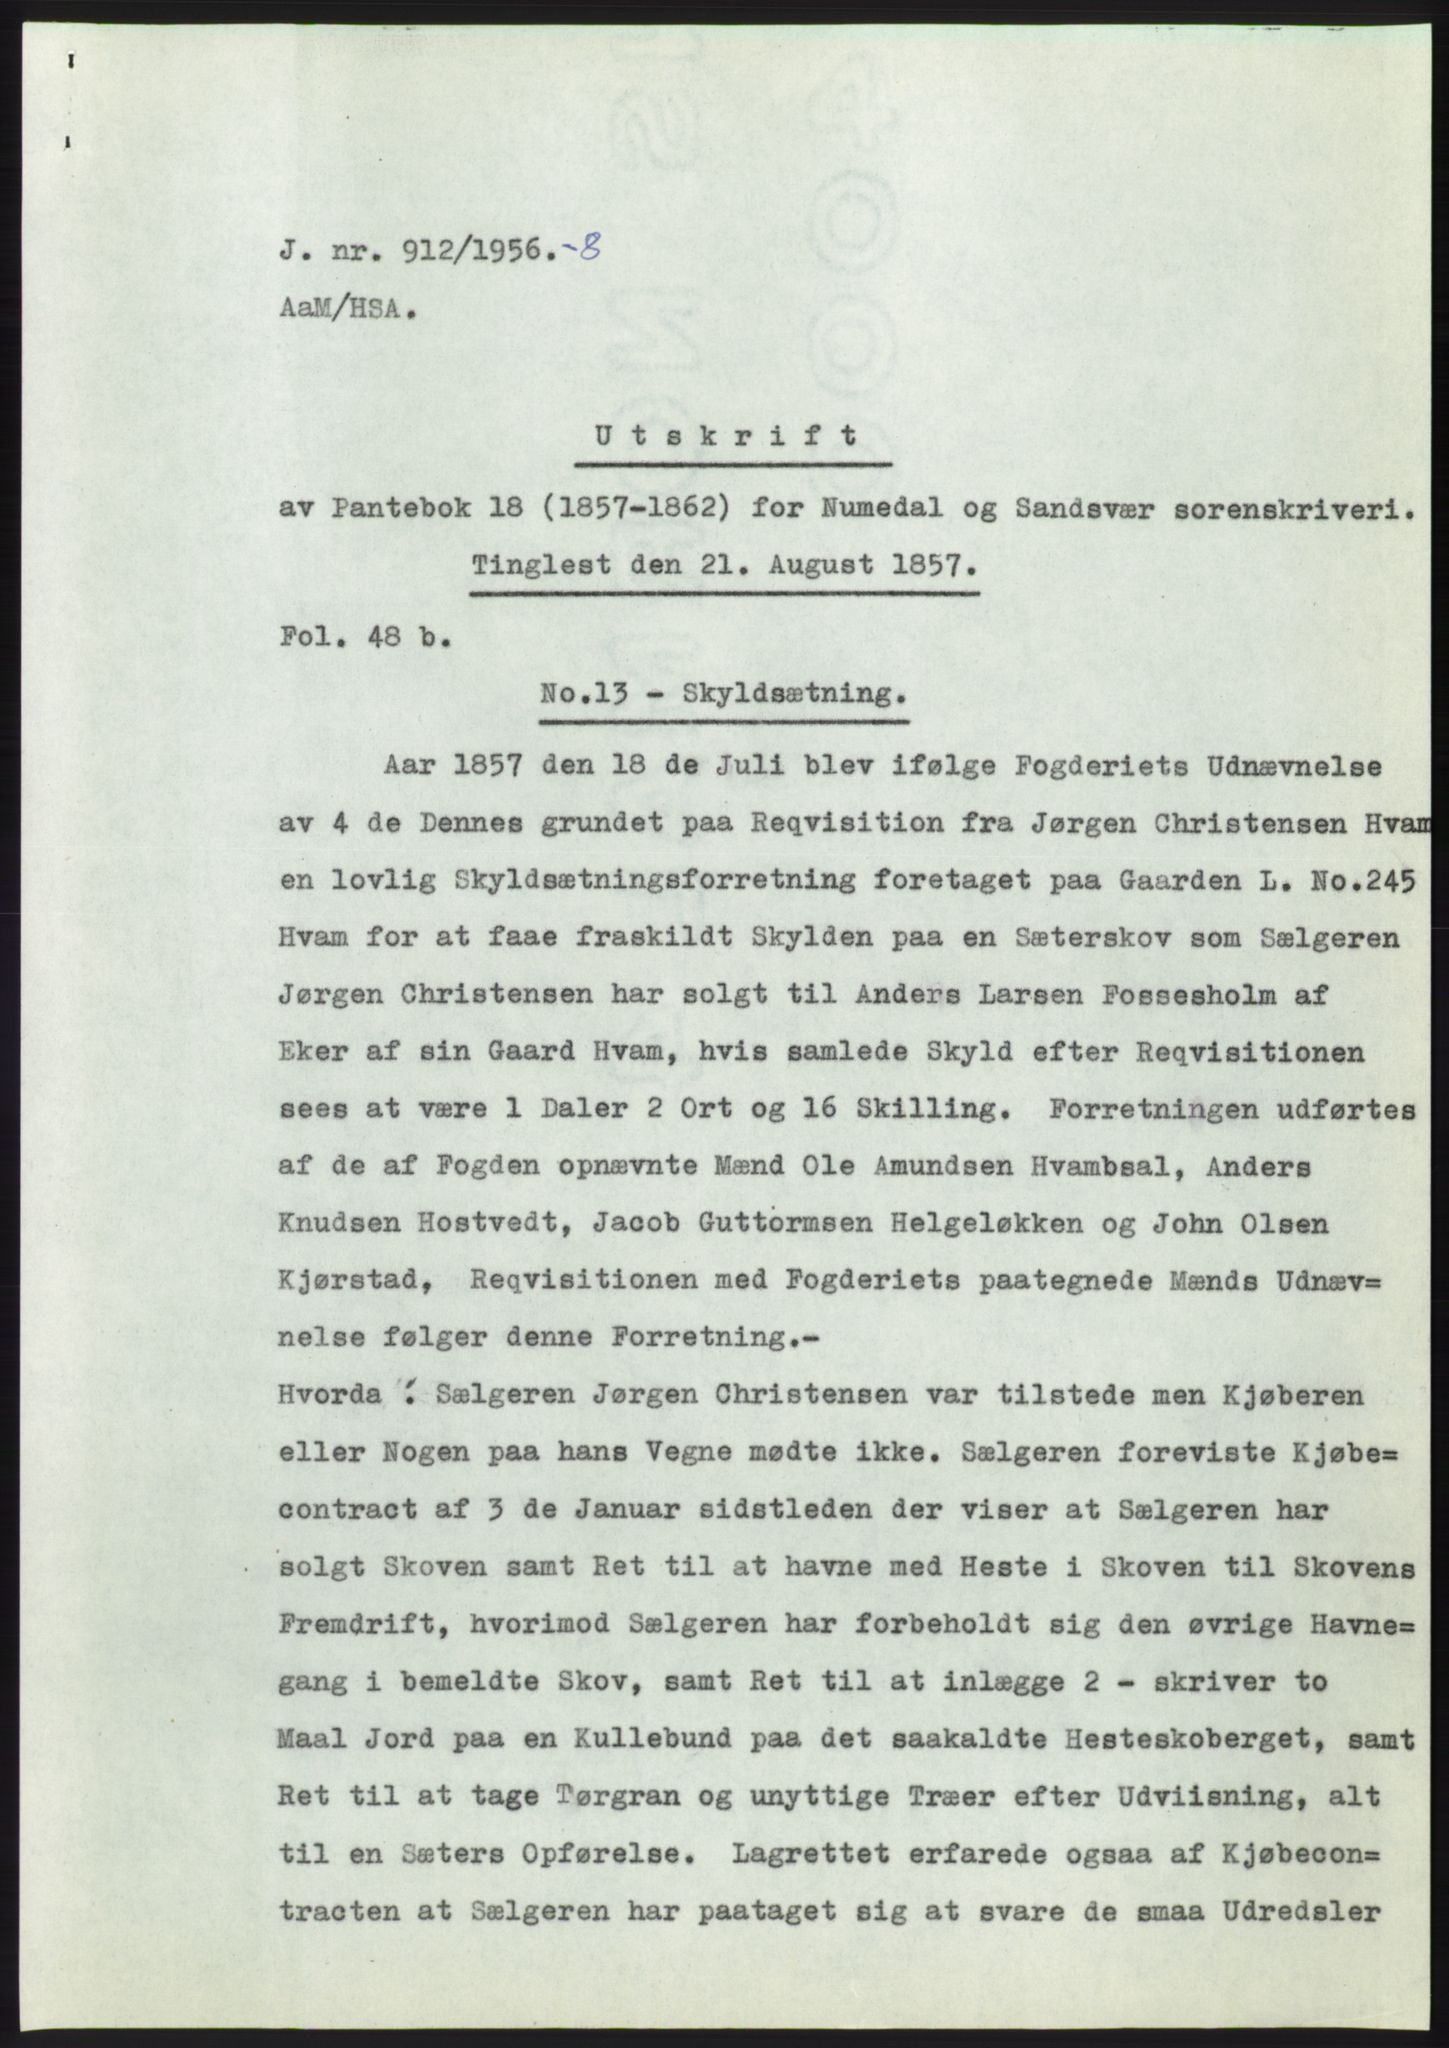 J. nr. 912/1956.-8
AaM/HSA.
U t s k r i f t
av Pantebok 18 (1857-1862) for Numedal og Sandsvær sorenskriveri.
Tinglest den 21. August 1857.
Fol. 48 b.
No.13 - Skyldsætning.
Aar 1857 den 18 de Juli blev ifølge Fogderiets Udnævnelse
av 4 de Dennes grundet paa Reqvisition fra Jørgen Christensen Hvam
en lovlig Skyldsætningsforretning foretaget paa Gaarden L. No.245
Hvam for at faae fraskildt Skylden paa en Sæterskov som Sælgeren
Jørgen Christensen har solgt til Anders Larsen Fossesholm af
Eker af sin Gaard Hvam, hvis samlede Skyld efter Reqvisitionen
sees at være 1 Daler 2 Ort og 16 Skilling. Forretningen udførtes
af de af Fogden opnævnte Mænd Ole Amundsen Hvambsal, Anders
Knudsen Hostvedt, Jacob Guttormsen Helgeløkken og John Olsen
Kjørstad, Reqvisitionen med Fogderiets paategnede Mænds Udnæv=
nelse følger denne Forretning.-
Hvorda : Sælgeren Jørgen Christensen var tilstede men Kjøberen
eller Nogen paa hans Vegne mødte ikke. Sælgeren foreviste Kjøbe=
contract af 3 de Januar sidstleden der viser at Sælgeren har
solgt Skoven samt Ret til at havne med Heste i Skoven til Skovens
Fremdrift, hvorimod Sælgeren har forbeholdt sig den øvrige Havne=
gang i bemeldte Skov, samt Ret til at inlægge 2 - skriver to
Maal Jord paa en Kullebund paa det saakaldte Hesteskoberget, samt
Ret til at tage Tørgran og unyttige Træer efter Udviisning, alt
til en Sæters Opførelse. Lagrettet erfarede ogsaa af Kjøbecon=
tracten at Sælgeren har paataget sig at svare de smaa Udredsler